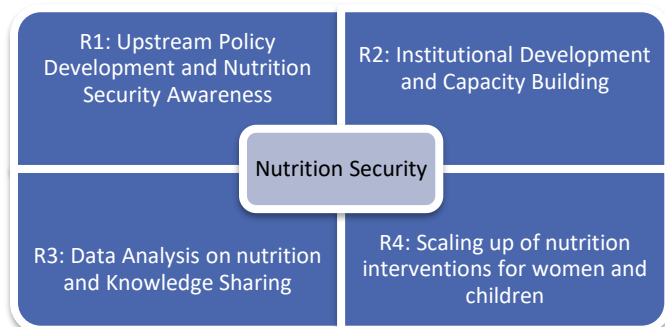 R1: Upstream Policy
Development and Nutrition
Security Awareness
R2: Institutional Development
and Capacity Building
Nutrition Security
R3: Data Analysis on nutrition
and Knowledge Sharing
R4: Scaling up of nutrition
interventions for women and
children